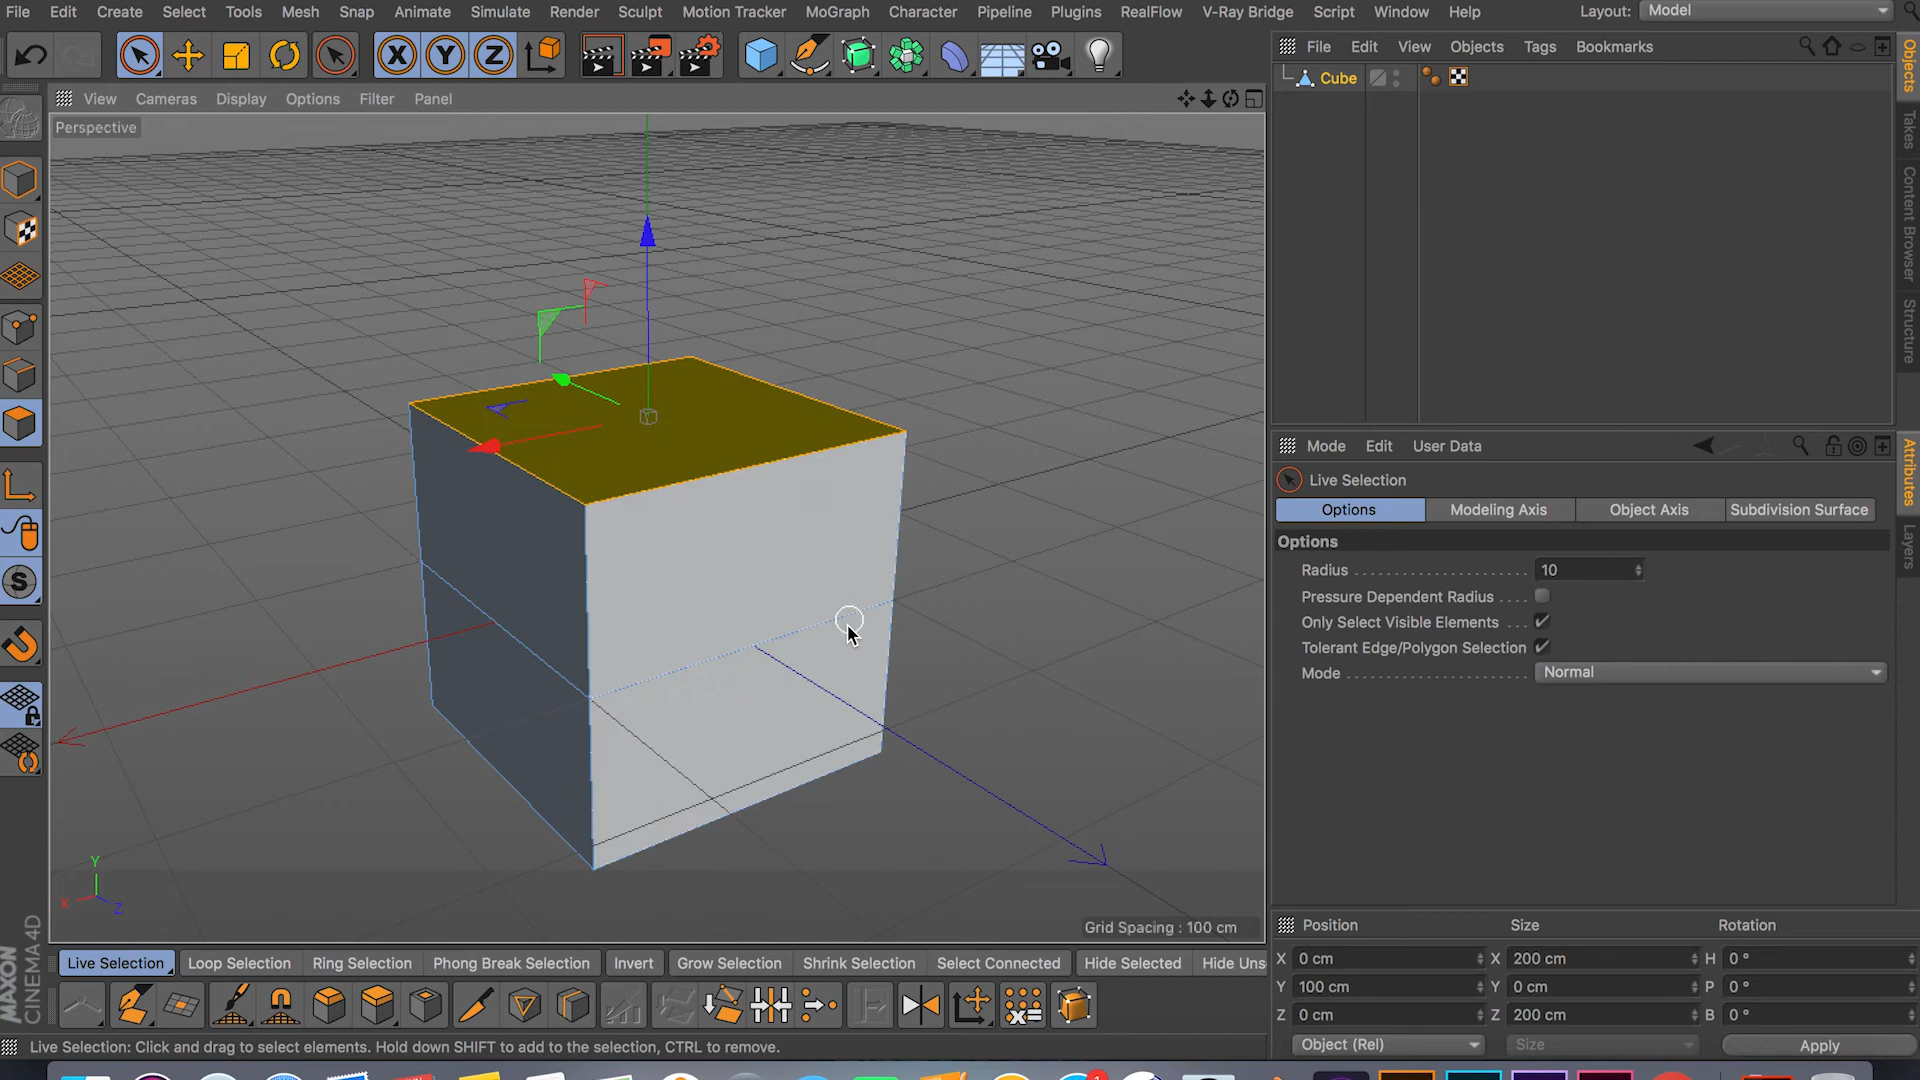 File Edit Create Select Tools Mesh Snap Animate Simulate Render Sculpt Motion Tracker MoGraph Character Pipeline Plugins RealFlow V-Ray Bridge Script Window Help Layout: Model
X Y Z
File Edit View Objects Tags Bookmarks
Cube
View Cameras Display Options Filter Panel
Perspective
Objects
Takes
Content Browser
Structure
Mode Edit User Data
Live Selection
Options Modeling Axis Object Axis Subdivision Surface
Options
Radius 10
Pressure Dependent Radius
Only Select Visible Elements
Tolerant Edge/Polygon Selection
Mode Normal
Attributes
Layers
S
Y
X
Z
Grid Spacing : 100 cm
MAXON
CINEMA 4D
Live Selection Loop Selection Ring Selection Phong Break Selection Invert Grow Selection Shrink Selection Select Connected Hide Selected Hide Uns
Position Size Rotation
X 0 cm X 200 cm H 0 °
Y 100 cm Y 0 cm P 0 °
Z 0 cm Z 200 cm B 0 °
Object (Rel) Size Apply
Live Selection: Click and drag to select elements. Hold down SHIFT to add to the selection, CTRL to remove.